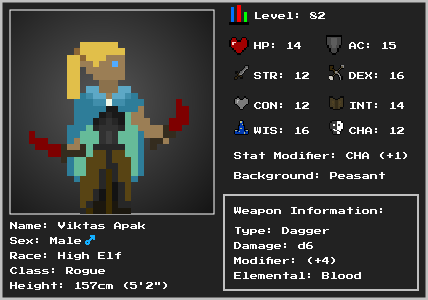 Level: 82
HP: 14 AC: 15
STR: 12 DEX: 16
CON: 12 INT: 14
WIS: 16 CHA: 12
Stat Modifier: CHA (+1)
Background: Peasant
Weapon Information:
Type: Dagger
Damage: d6
Modifier: (+4)
Elemental: Blood
Name: Viktas Apak
Sex: Male♂
Race: High Elf
Class: Rogue
Height: 157cm (5'2")